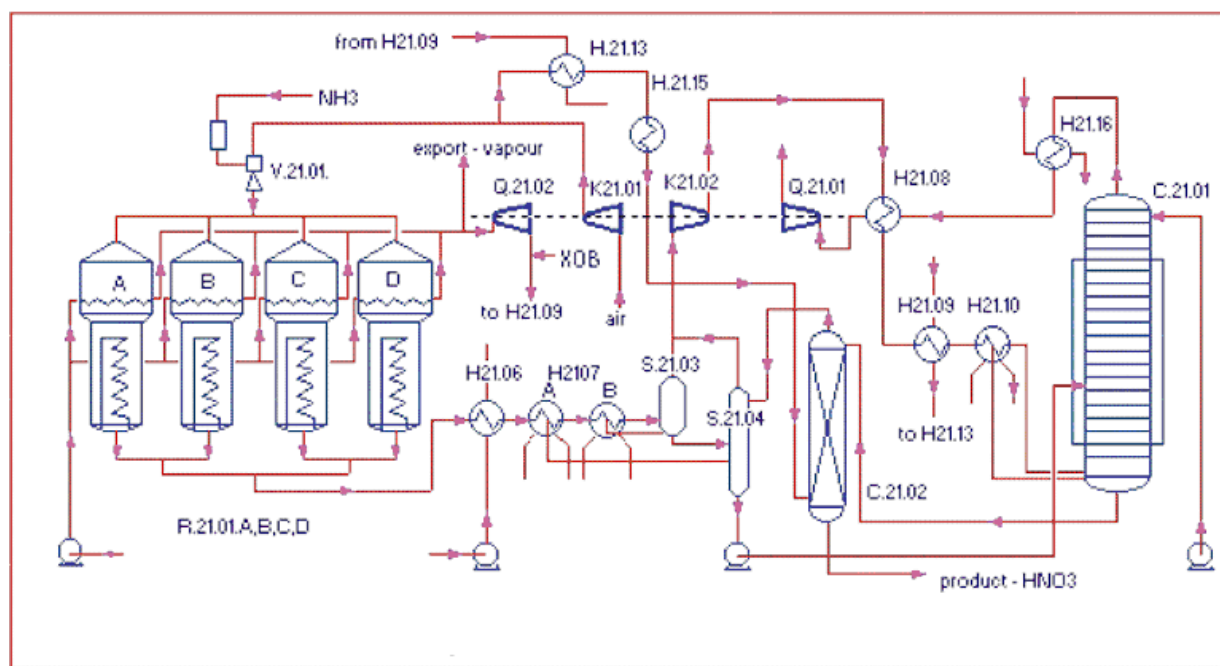 from H21.09
H.21.13
H.21.15
NH3
export - vapour
V.21.01.
Q.21.02
K21.01
K21.02
Q.21.01
H21.08
H21.16
C.21.01
A
B
C
D
XOB
to H21.09
air
H21.09
H21.10
H21.06
H2107
A
B
S.21.03
S.21.04
to H21.13
C.21.02
R.21.01.A,B,C,D
product - HNO3